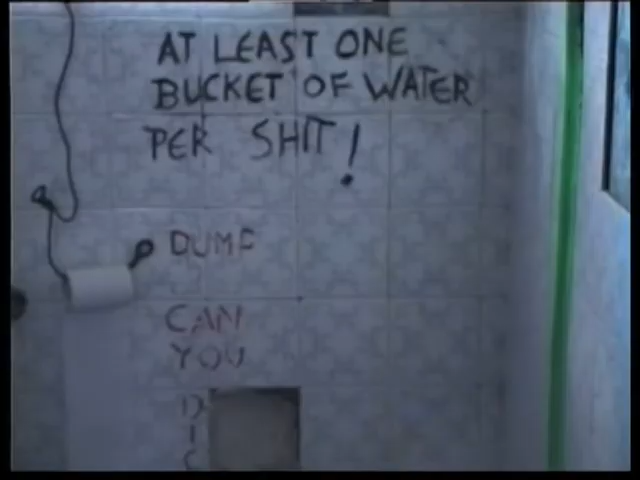 AT LEAST ONE
BUCKET OF WATER
PER SHIT!
DUMP
CAN
YOU